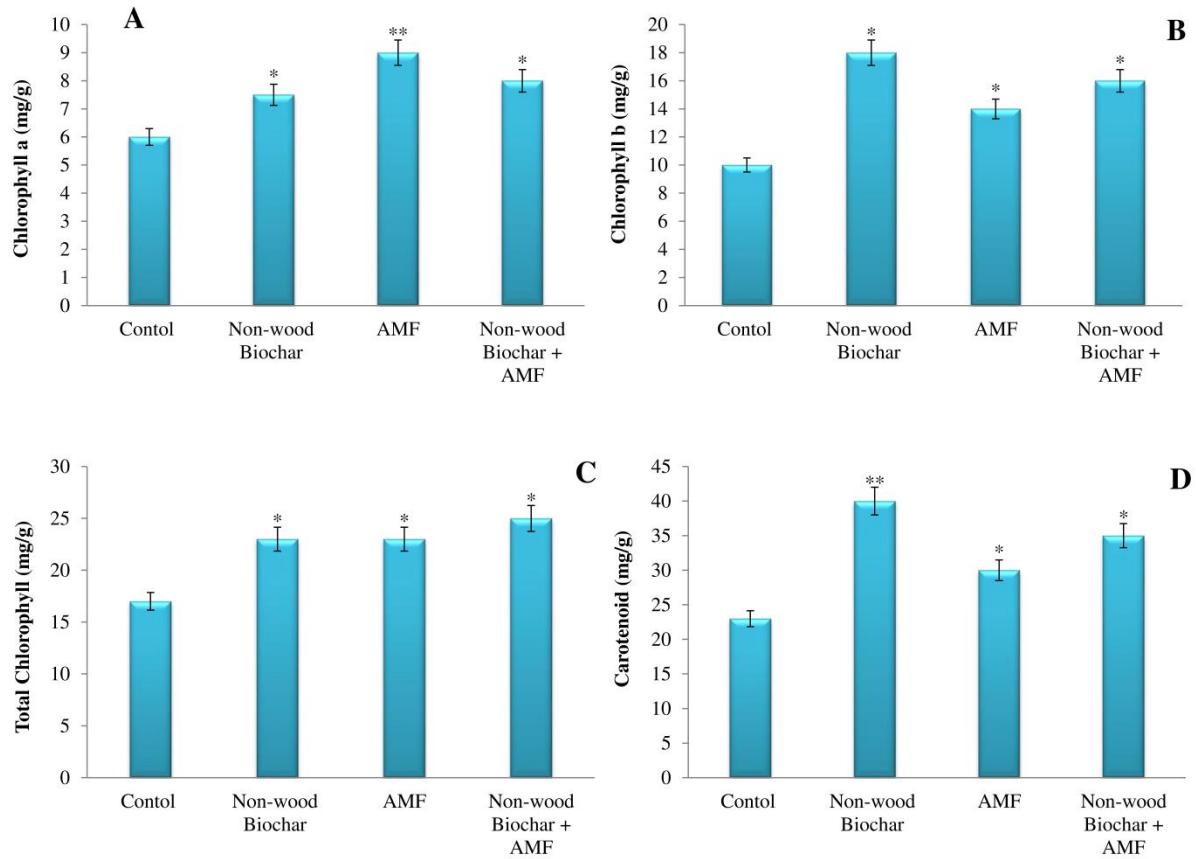 A
Chlorophyll a (mg/g)
10
9
8
7
6
5
4
3
2
1
0
*
**
*
Contol
Non-wood
Biochar
AMF
Non-wood
Biochar +
AMF
B
Chlorophyll b (mg/g)
20
18
16
14
12
10
8
6
4
2
0
*
*
*
Contol
Non-wood
Biochar
AMF
Non-wood
Biochar +
AMF
C
Total Chlorophyll (mg/g)
30
25
20
15
10
5
0
*
*
*
Contol
Non-wood
Biochar
AMF
Non-wood
Biochar +
AMF
D
Carotenoid (mg/g)
45
40
35
30
25
20
15
10
5
0
**
*
*
Contol
Non-wood
Biochar
AMF
Non-wood
Biochar +
AMF